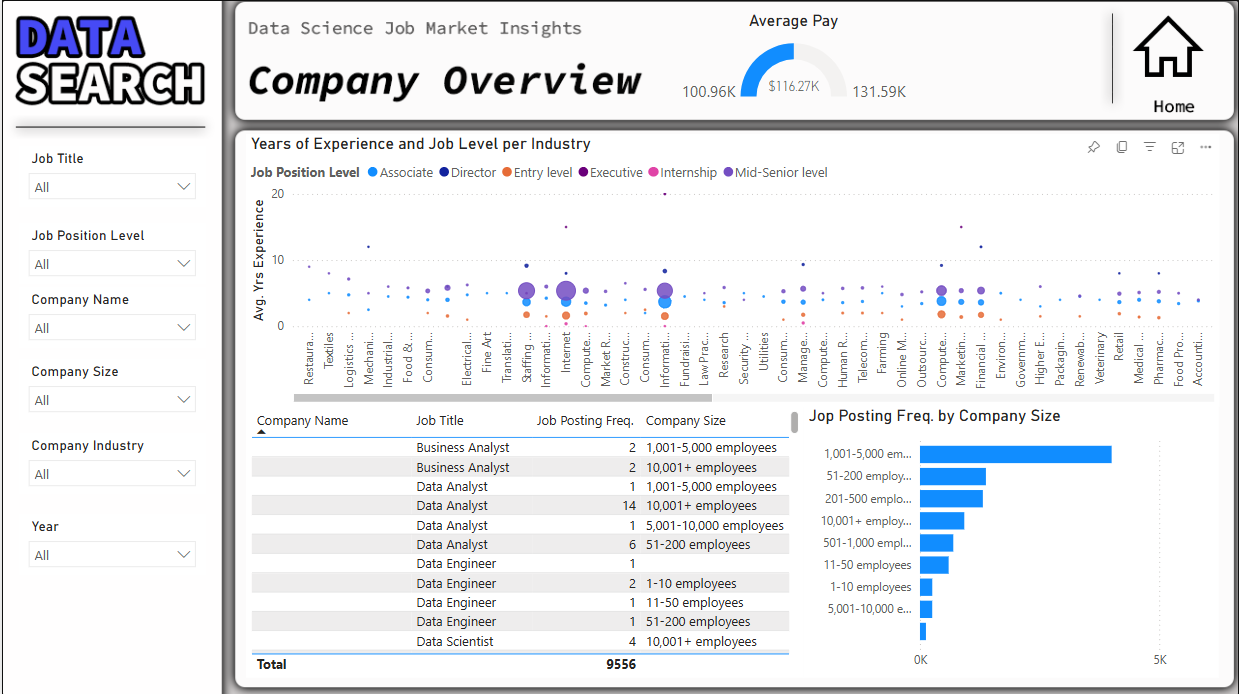 DATA
SEARCH
Job Title
All
Job Position Level
All
Company Name
All
Company Size
All
Company Industry
All
Year
All
Data Science Job Market Insights
Company Overview
Average Pay
100.96K
$116.27K
131.59K
Home
Years of Experience and Job Level per Industry
Job Position Level Associate Director Entry level Executive Internship Mid-Senior level
Avg. Yrs Experience
20
10
0
Restaura...
Textiles
Logistics ...
Mechani...
Industrial...
Food & ...
Consum...
Electrical...
Fine Art
Translati...
Staffing ...
Informati...
Internet
Compute...
Market R...
Construc...
Consum...
Informati...
Fundraisi...
Law Prac...
Research
Security ...
Utilities
Consum...
Manage...
Compute...
Human R...
Telecom...
Farming
Online M...
Outsourc...
Compute...
Marketin...
Financial ...
Environ...
Governm...
Higher E...
Packagin...
Renewab...
Veterinary
Retail
Medical ...
Pharmac...
Food Pro...
Accounti...
Company Name Job Title Job Posting Freq. Company Size
Business Analyst 2 1,001-5,000 employees
Business Analyst 2 10,001+ employees
Data Analyst 1 1,001-5,000 employees
Data Analyst 14 10,001+ employees
Data Analyst 1 5,001-10,000 employees
Data Analyst 6 51-200 employees
Data Engineer 1
Data Engineer 2 1-10 employees
Data Engineer 1 11-50 employees
Data Engineer 1 51-200 employees
Data Scientist 4 10,001+ employees
Total 9556
Jop Posting Freq. by Company Size
1,001-5,000 em...
51-200 employ...
201-500 emplo...
10,001+ employ...
501-1,000 empl...
11-50 employees
1-10 employees
5,001-10,000 e...
0K
5K